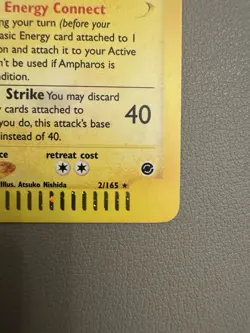 Energy Connect
ng your turn (before your
asic Energy card attached to 1
on and attach it to your Active
n't be used if Ampharos is
ndition.
Strike You may discard
y cards attached to
you do, this attack's base
instead of 40.
40
ce retreat cost
Illus. Atsuko Nishida 2/165 ★